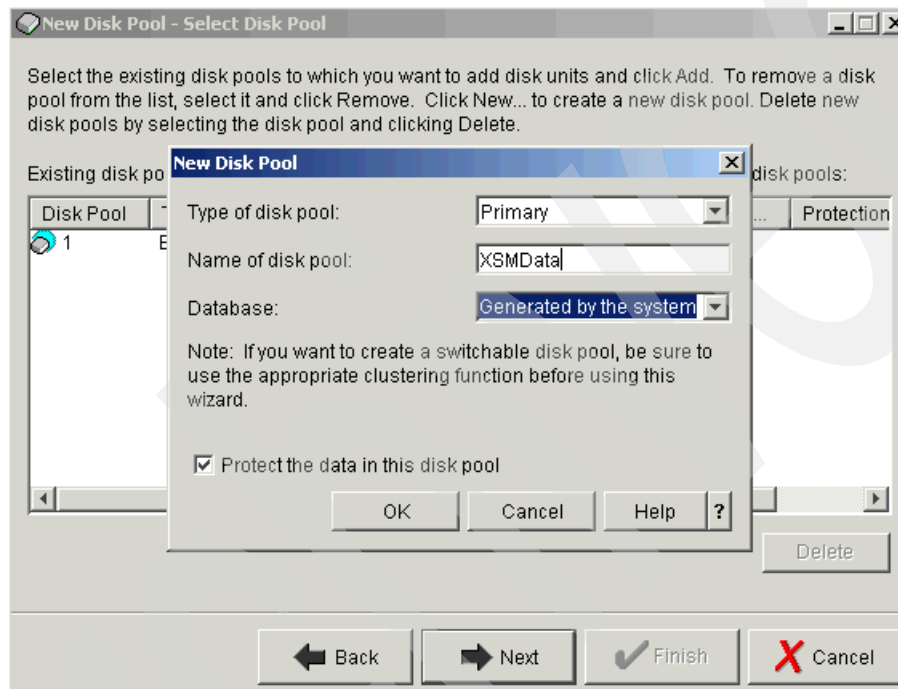 New Disk Pool - Select Disk Pool
Select the existing disk pools to which you want to add disk units and click Add. To remove a disk
pool from the list, select it and click Remove. Click New... to create a new disk pool. Delete new
disk pools by selecting the disk pool and clicking Delete.
Existing disk po
disk pools:
New Disk Pool
Disk Pool
... Protection
1
Type of disk pool: Primary
Name of disk pool: XSMData
Database: Generated by the system
Note: If you want to create a switchable disk pool, be sure to
use the appropriate clustering function before using this
wizard.
Protect the data in this disk pool
OK Cancel Help ?
Delete
Back Next Finish Cancel